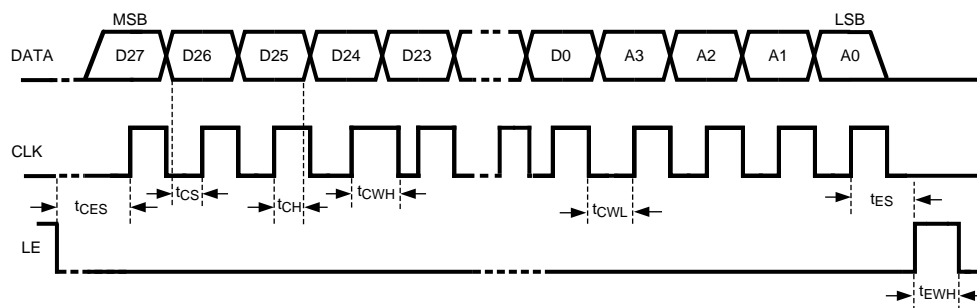 MSB LSB
DATA D27 D26 D25 D24 D23 D0 A3 A2 A1 A0
CLK
tCES tCS tCH tCWH tCWL tES
LE
tEWH